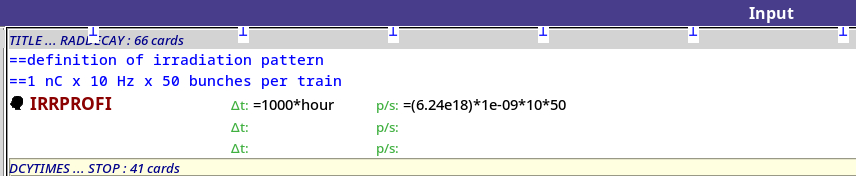 Input
TITLE ... RADDECAY : 66 cards
==definition of irradiation pattern
==1 nC x 10 Hz x 50 bunches per train
IRRPROFI Δt: =1000*hour p/s: =(6.24e18)*1e-09*10*50
Δt: p/s:
Δt: p/s:
DCYTIMES ... STOP : 41 cards